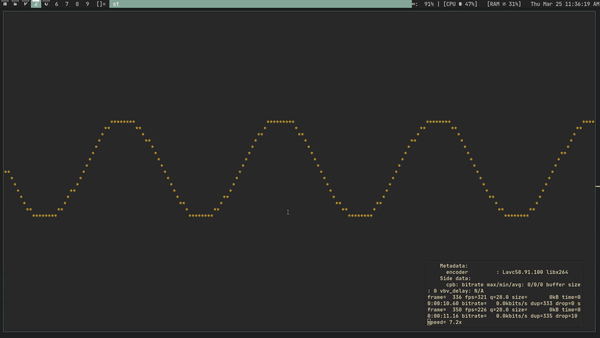 6 7 8 9 []= st 91% | [CPU 47%] [RAM 31%] Thu Mar 25 11:36:19 AM
Metadata:
encoder : Lavc58.91.100 libx264
Side data:
cpb: bitrate max/min/avg: 0/0/0 buffer size
: 0 vbv_delay: N/A
frame= 336 fps=321 q=28.0 size= 0kB time=0
0:00:10.60 bitrate= 0.0kbits/s dup=333 drop=0 s
frame= 350 fps=226 q=28.0 size= 0kB time=0
0:00:11.16 bitrate= 0.0kbits/s dup=335 drop=10
speed= 7.2x